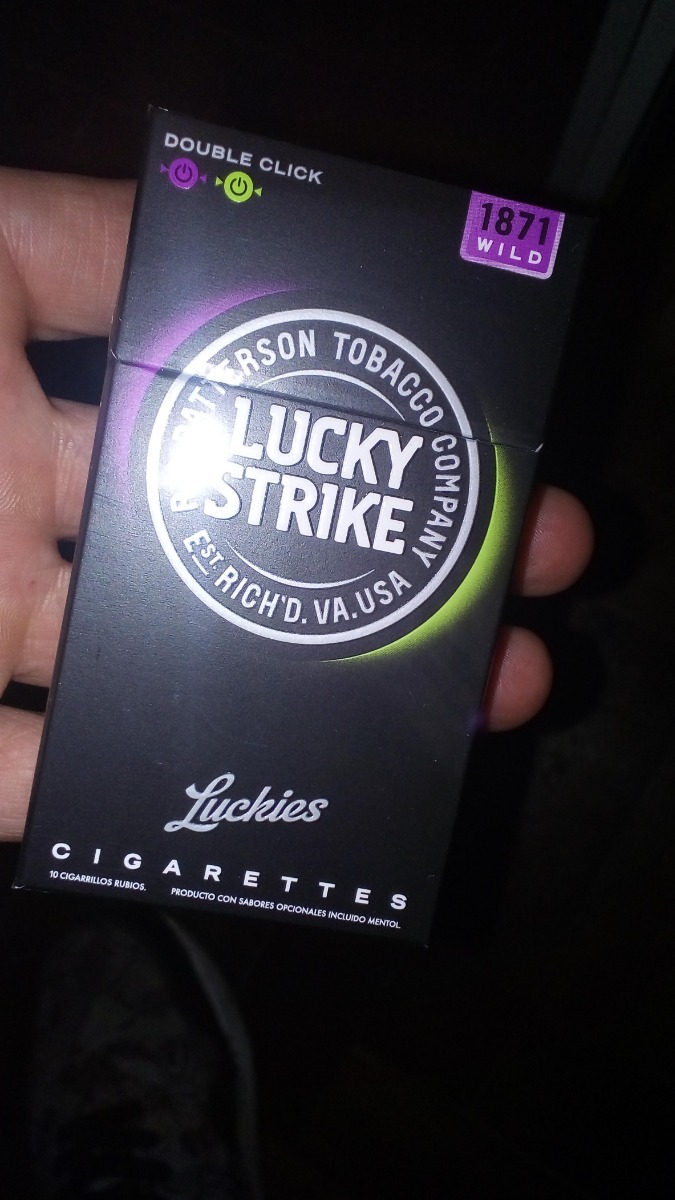 DOUBLE CLICK
1871
WILD
PATTERSON TOBACCO COMPANY
LUCKY
STRIKE
EST. RICH'D. VA. USA
Luckies
CIGARETTES
10 CIGARRILLOS RUBIOS. PRODUCTO CON SABORES OPCIONALES INCLUIDO MENTOL